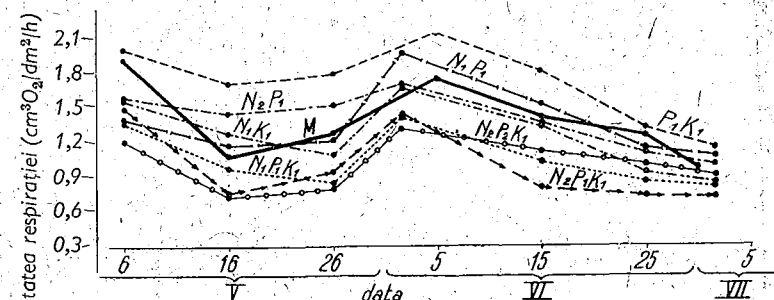 tatea respirației (cm³O₂/dm²/h)
2,1
1,8
1,5
1,2
0,9
0,6
0,3
N₁P₁
N₂P₁
N₁K₁
M
P₁K₁
N₁P₁K₁
N₂P₁K₁
6 16 26 5 15 25 5
V data VI VII